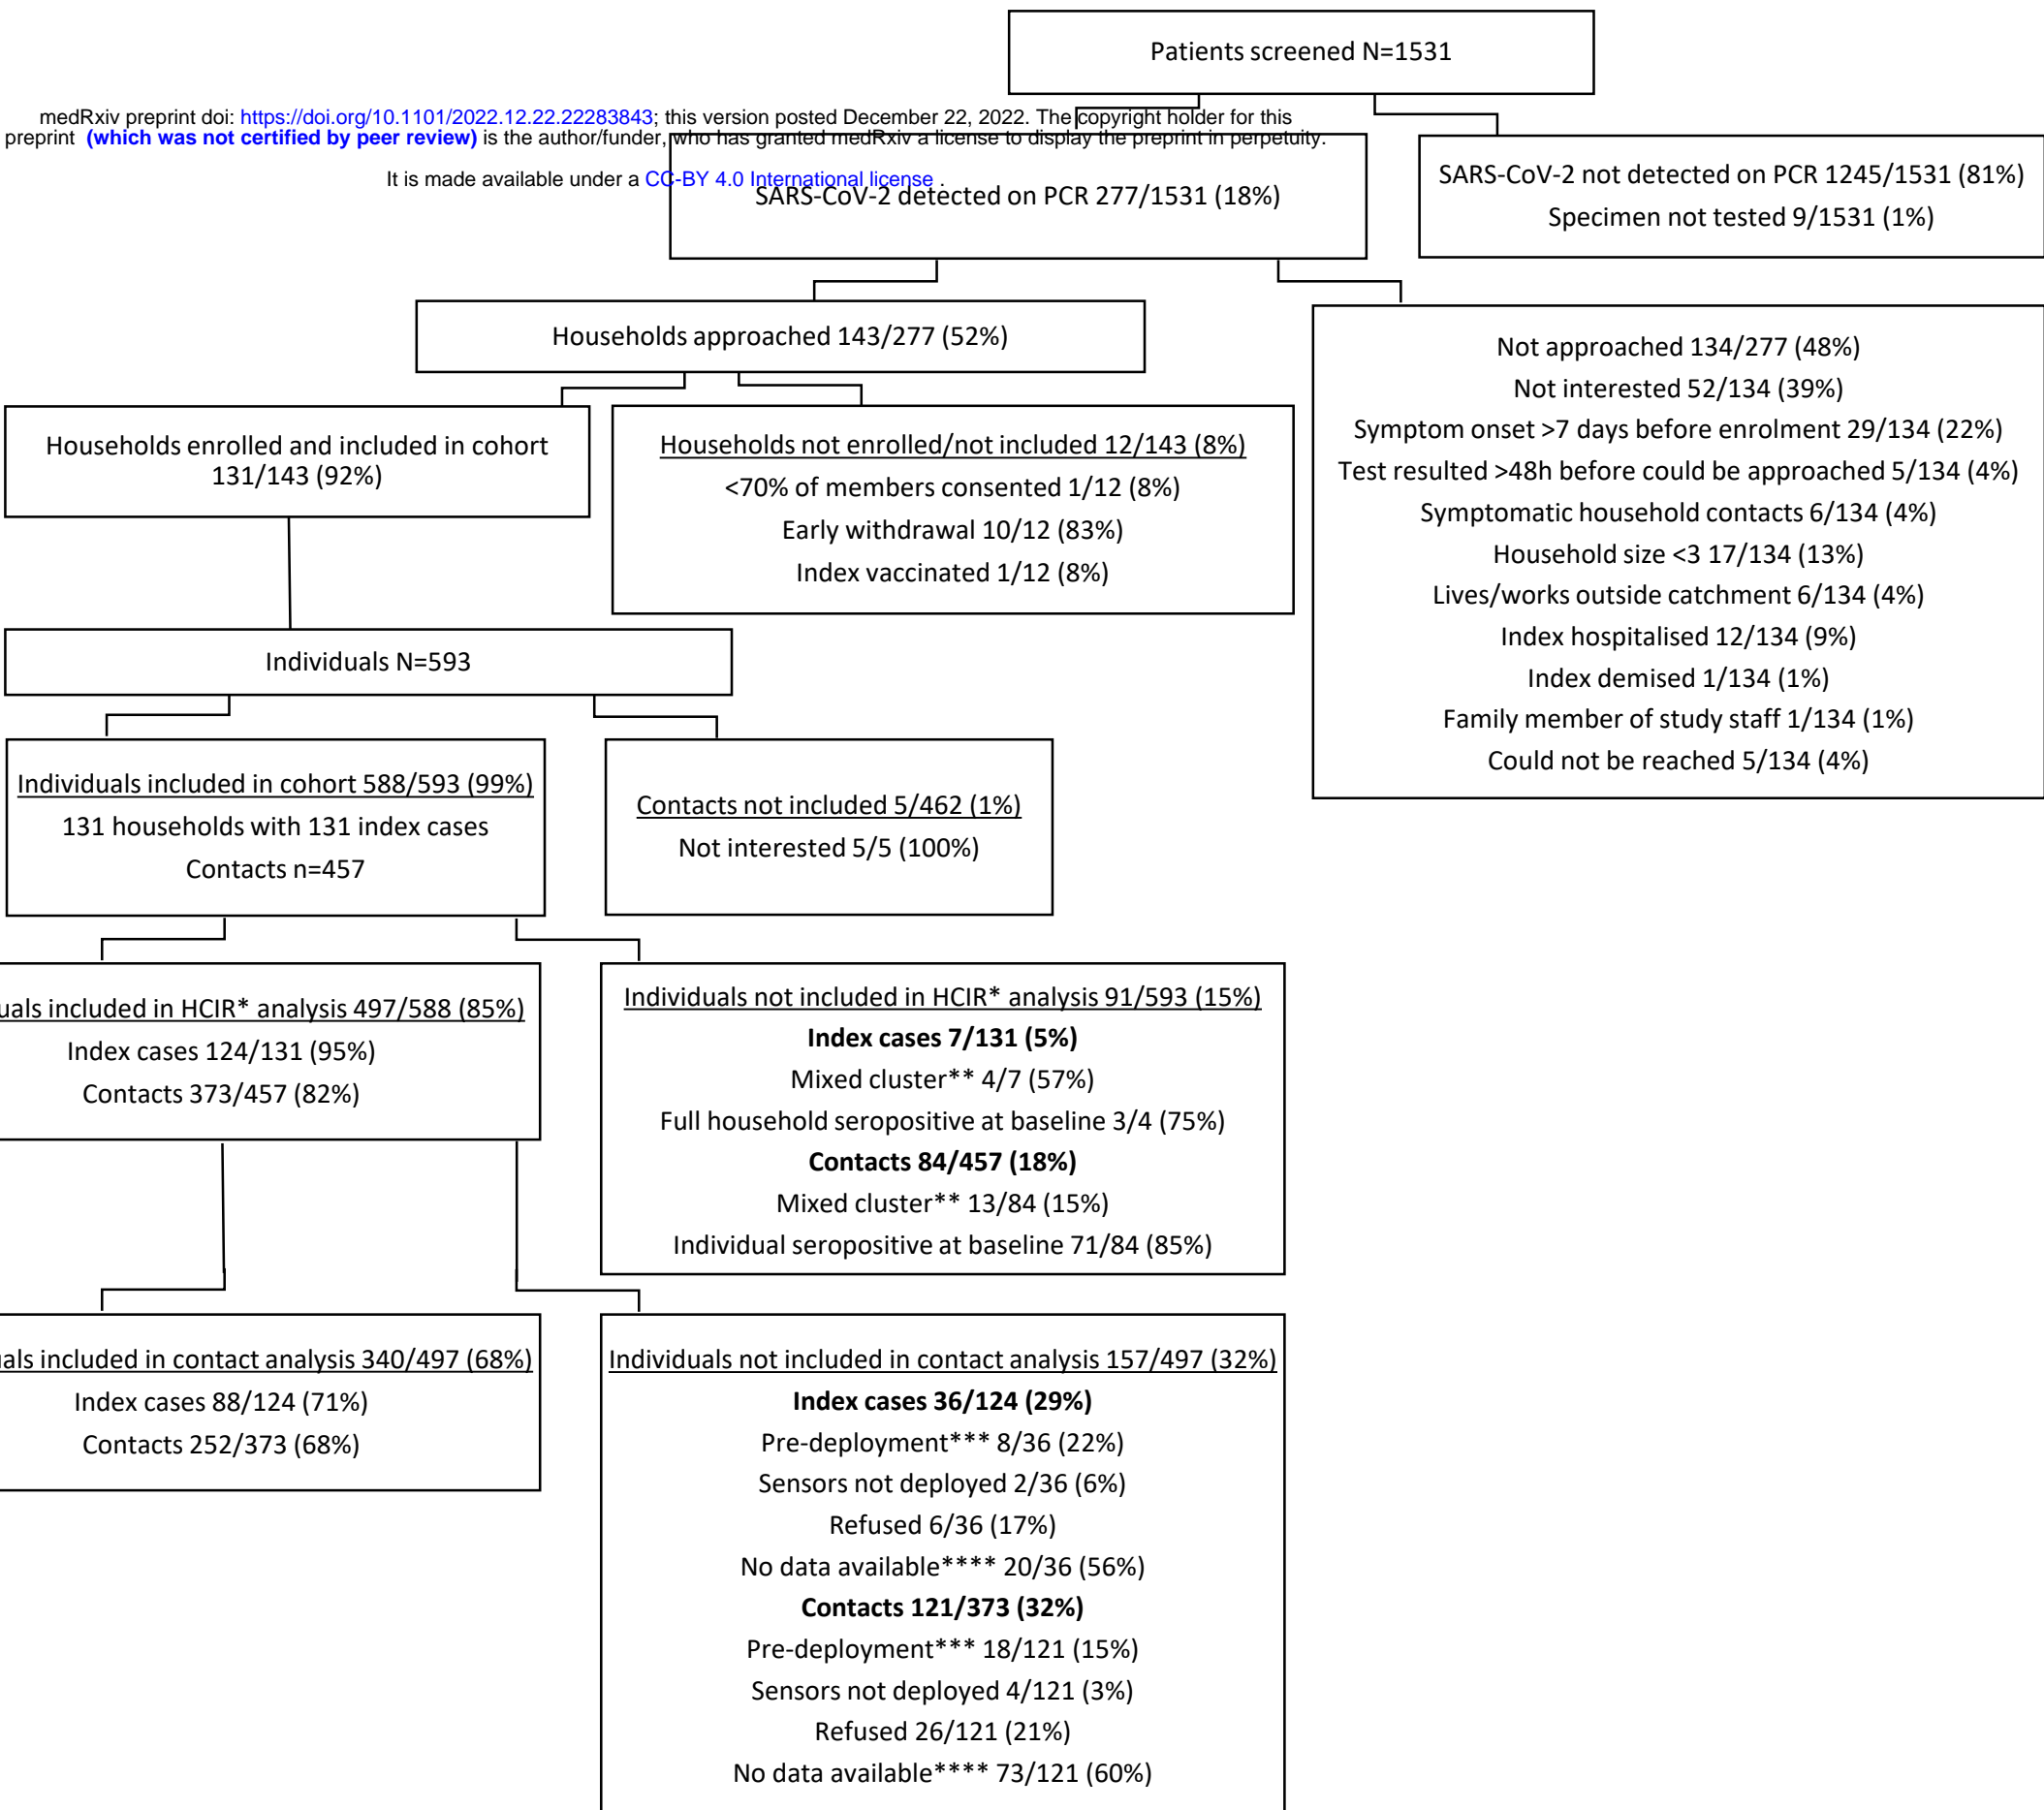 Patients screened N=1531
medRxiv preprint doi: https://doi.org/10.1101/2022.12.22.22283843; this version posted December 22, 2022. The copyright holder for this
preprint (which was not certified by peer review) is the author/funder, who has granted medRxiv a license to display the preprint in perpetuity.
It is made available under a CC-BY 4.0 International license .
SARS-CoV-2 detected on PCR 277/1531 (18%)
SARS-CoV-2 not detected on PCR 1245/1531 (81%)
Specimen not tested 9/1531 (1%)
Households approached 143/277 (52%)
Not approached 134/277 (48%)
Not interested 52/134 (39%)
Symptom onset >7 days before enrolment 29/134 (22%)
Test resulted >48h before could be approached 5/134 (4%)
Symptomatic household contacts 6/134 (4%)
Household size <3 17/134 (13%)
Lives/works outside catchment 6/134 (4%)
Index hospitalised 12/134 (9%)
Index demised 1/134 (1%)
Family member of study staff 1/134 (1%)
Could not be reached 5/134 (4%)
Households enrolled and included in cohort
131/143 (92%)
Households not enrolled/not included 12/143 (8%)
<70% of members consented 1/12 (8%)
Early withdrawal 10/12 (83%)
Index vaccinated 1/12 (8%)
Individuals N=593
Individuals included in cohort 588/593 (99%)
131 households with 131 index cases
Contacts n=457
Contacts not included 5/462 (1%)
Not interested 5/5 (100%)
uals included in HCIR* analysis 497/588 (85%)
Index cases 124/131 (95%)
Contacts 373/457 (82%)
Individuals not included in HCIR* analysis 91/593 (15%)
Index cases 7/131 (5%)
Mixed cluster** 4/7 (57%)
Full household seropositive at baseline 3/4 (75%)
Contacts 84/457 (18%)
Mixed cluster** 13/84 (15%)
Individual seropositive at baseline 71/84 (85%)
uals included in contact analysis 340/497 (68%)
Index cases 88/124 (71%)
Contacts 252/373 (68%)
Individuals not included in contact analysis 157/497 (32%)
Index cases 36/124 (29%)
Pre-deployment*** 8/36 (22%)
Sensors not deployed 2/36 (6%)
Refused 6/36 (17%)
No data available**** 20/36 (56%)
Contacts 121/373 (32%)
Pre-deployment*** 18/121 (15%)
Sensors not deployed 4/121 (3%)
Refused 26/121 (21%)
No data available**** 73/121 (60%)